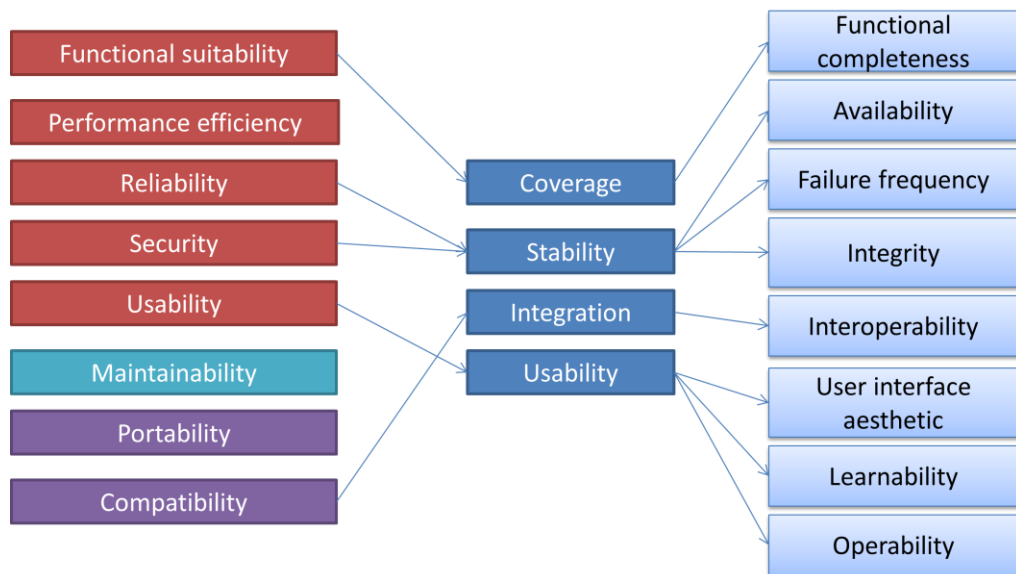 Functional suitability
Performance efficiency
Reliability
Security
Usability
Maintainability
Portability
Compatibility
Coverage
Stability
Integration
Usability
Functional
completeness
Availability
Failure frequency
Integrity
Interoperability
User interface
aesthetic
Learnability
Operability